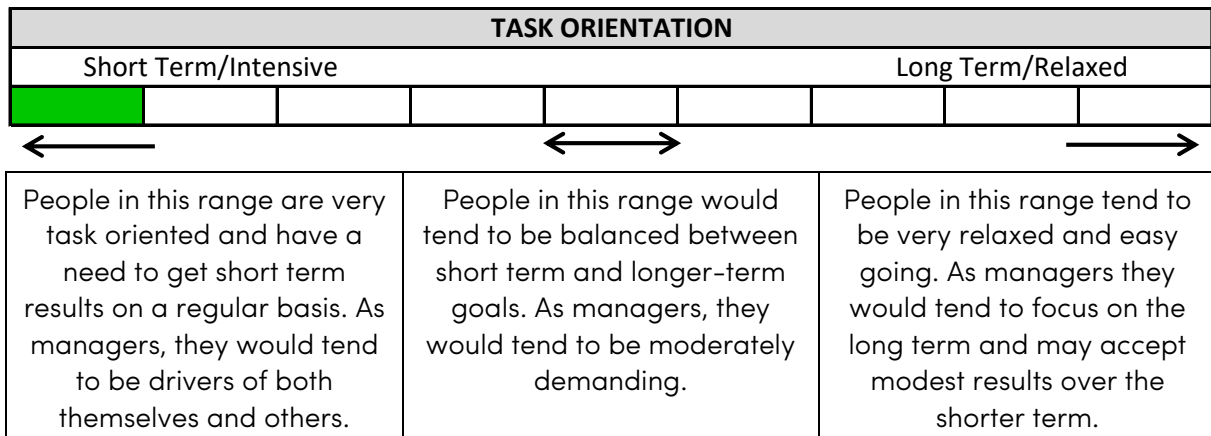 TASK ORIENTATION
Short Term/Intensive
Long Term/Relaxed
People in this range are very
task oriented and have a
need to get short term
results on a regular basis. As
managers, they would tend
to be drivers of both
themselves and others.
People in this range would
tend to be balanced between
short term and longer-term
goals. As managers, they
would tend to be moderately
demanding.
People in this range tend to
be very relaxed and easy
going. As managers they
would tend to focus on the
long term and may accept
modest results over the
shorter term.